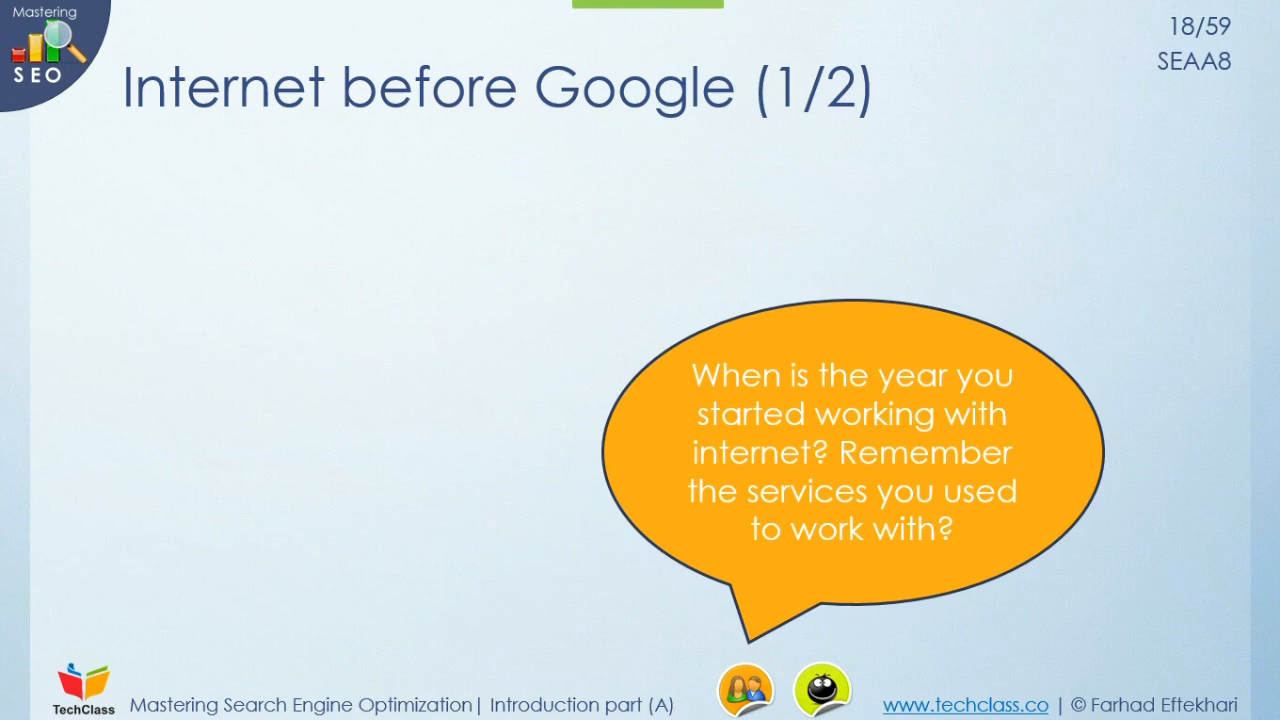 Mastering
SEO
18/59
SEAA8
Internet before Google (1/2)
When is the year you
started working with
internet? Remember
the services you used
to work with?
TechClass
Mastering Search Engine Optimization| Introduction part (A)
www.techclass.co | © Farhad Eftekhari